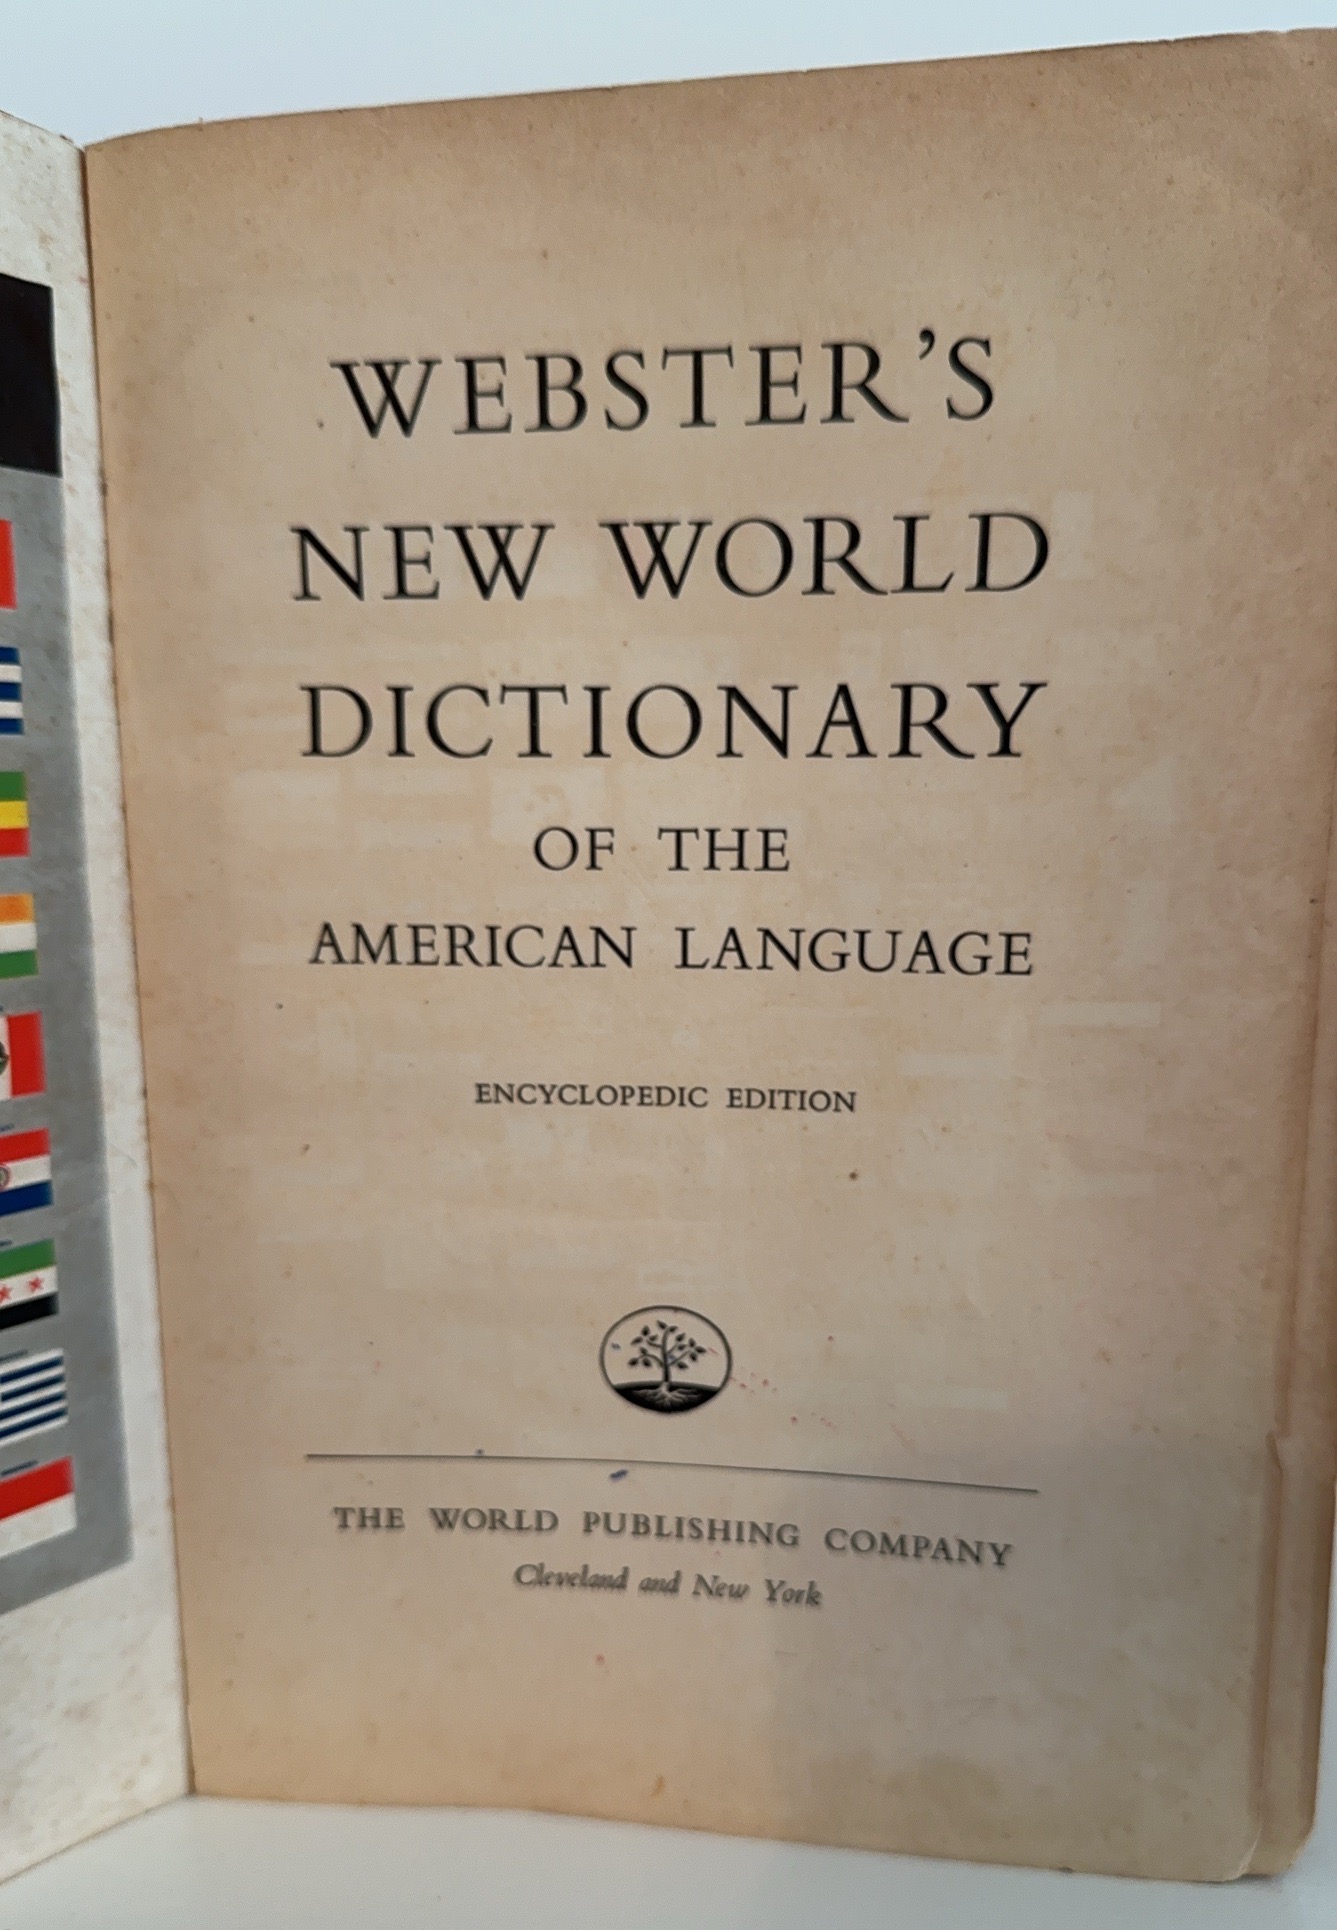 WEBSTER'S
NEW WORLD
DICTIONARY
OF THE
AMERICAN LANGUAGE
ENCYCLOPEDIC EDITION
THE WORLD PUBLISHING COMPANY
Cleveland and New York